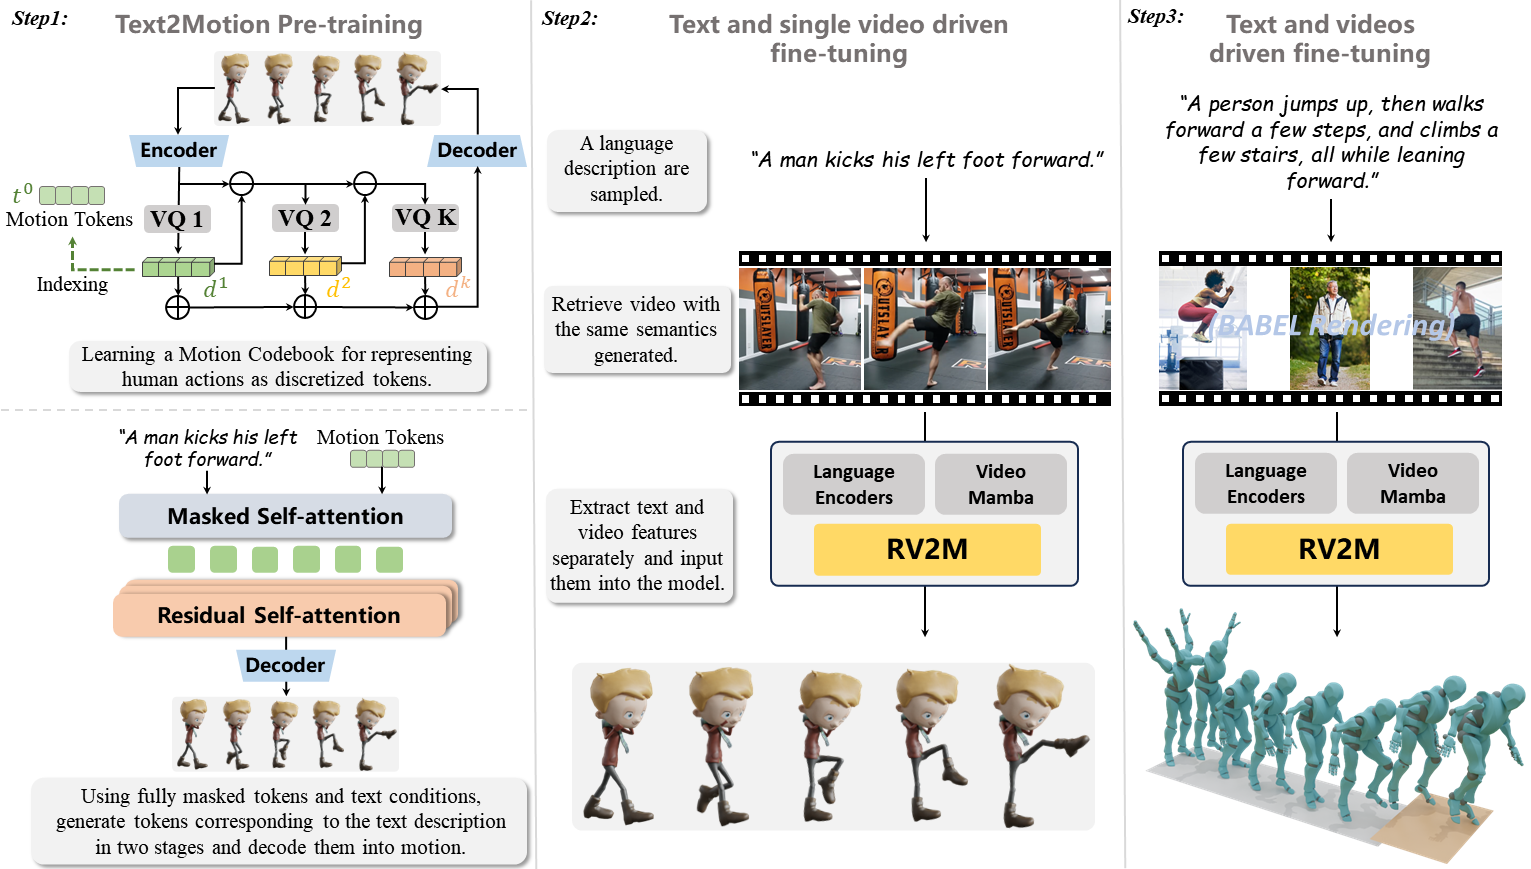 Step1:
Text2Motion Pre-training
Encoder
Decoder
t⁰
Motion Tokens
VQ 1
VQ 2
VQ K
Indexing
d¹
d²
dᵏ
Learning a Motion Codebook for representing
human actions as discretized tokens.
“A man kicks his left
foot forward.”
Motion Tokens
Masked Self-attention
Residual Self-attention
Decoder
Using fully masked tokens and text conditions,
generate tokens corresponding to the text description
in two stages and decode them into motion.
Step2:
Text and single video driven
fine-tuning
A language
description are
sampled.
“A man kicks his left foot forward.”
Retrieve video with
the same semantics
generated.
OUTSLAYER
OUTSLAYER
OUTSLAYER
Extract text and
video features
separately and input
them into the model.
Language
Encoders
Video
Mamba
RV2M
Step3:
Text and videos
driven fine-tuning
“A person jumps up, then walks
forward a few steps, and climbs a
few stairs, all while leaning
forward.”
(BABEL Rendering)
Language
Encoders
Video
Mamba
RV2M